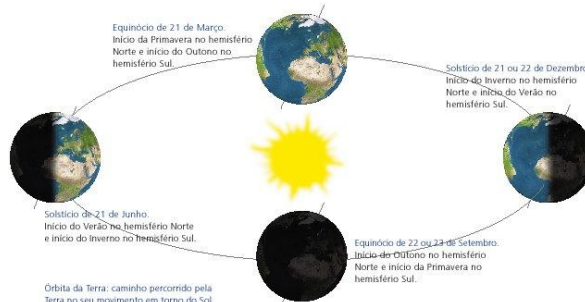 Equinócio de 21 de Março.
Início da Primavera no hemisfério
Norte e início do Outono no
hemisfério Sul.
Solstício de 21 ou 22 de Dezembro
Início do Inverno no hemisfério
Norte e início do Verão no
hemisfério Sul.
Solstício de 21 de Junho.
Início do Verão no hemisfério Norte
e início do Inverno no hemisfério Sul.
Equinócio de 22 ou 23 de Setembro.
Início do Outono no hemisfério
Norte e início da Primavera no
hemisfério Sul.
Órbita da Terra: caminho percorrido pela
Terra no seu movimento em torno do Sol